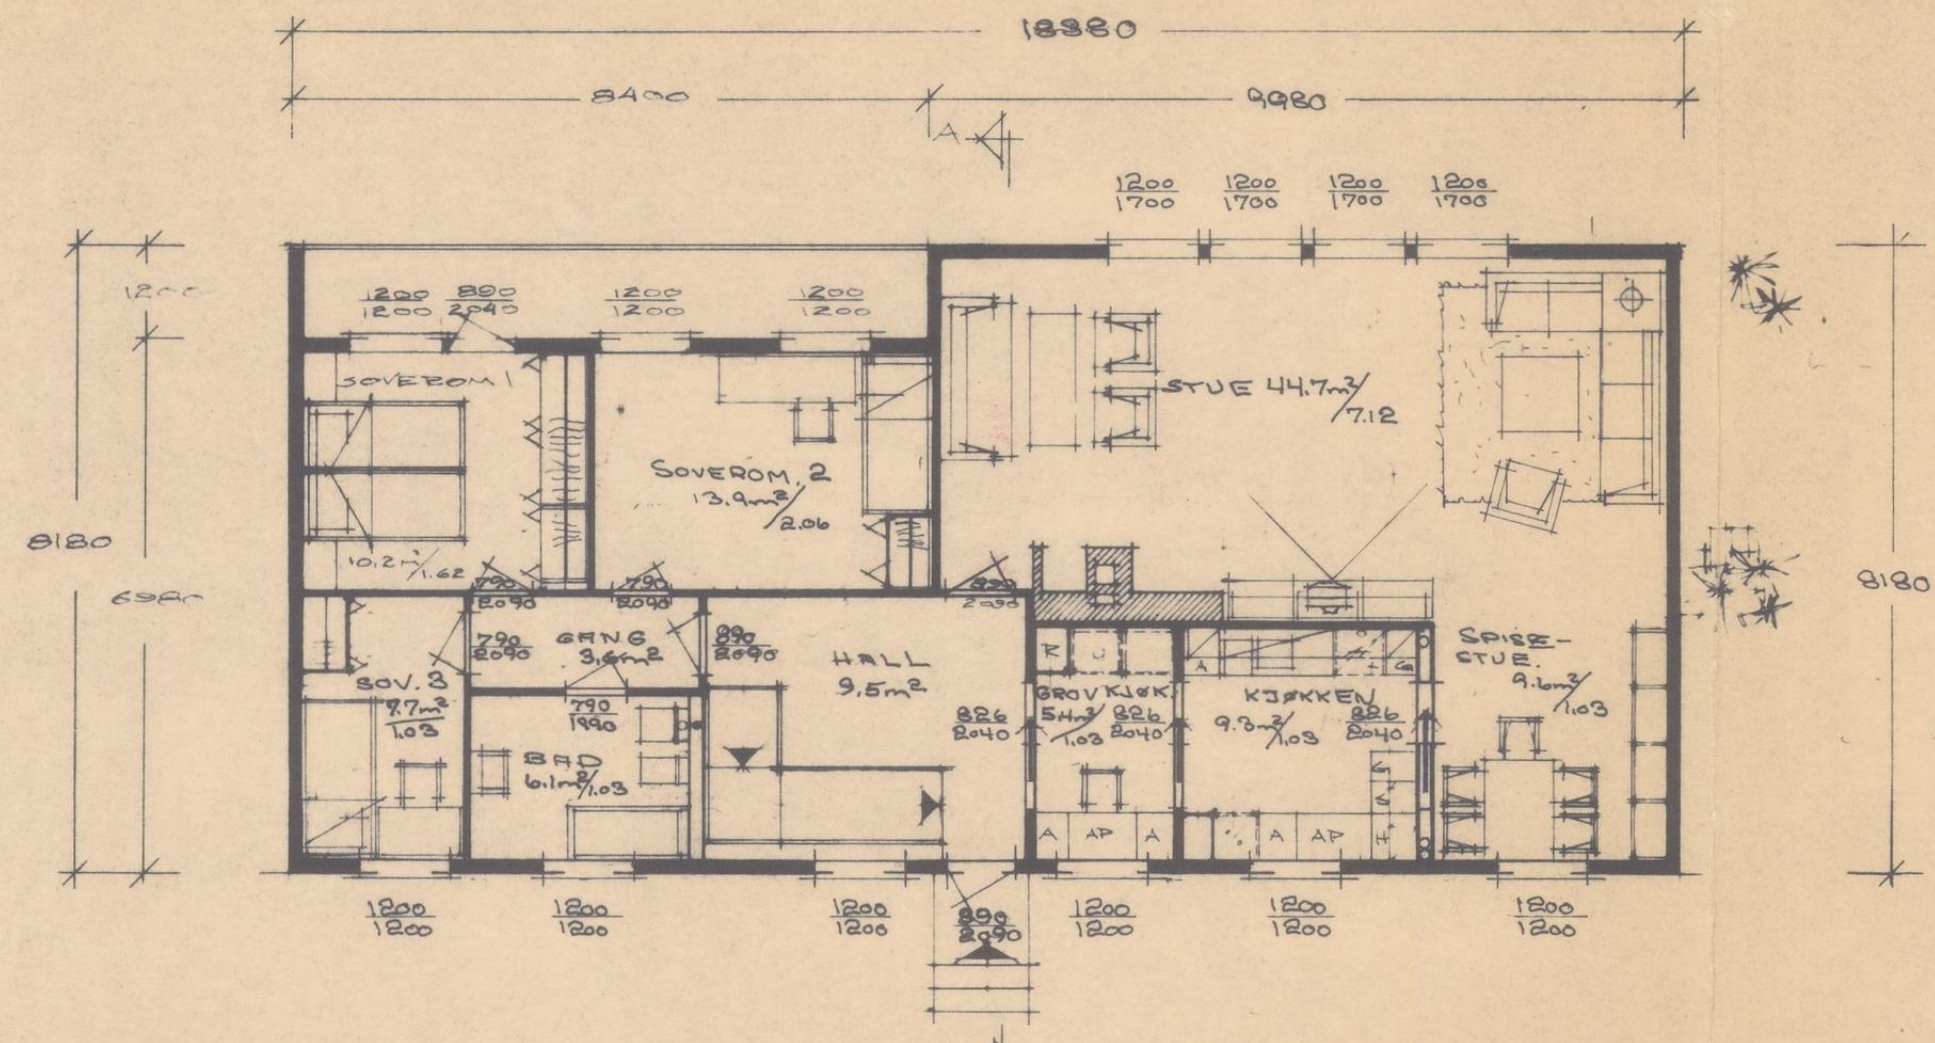 18380
8400
9980
A
1200
1700
1200
1700
1200
1700
1200
1700
1200
1200
1200
890
2040
1200
1200
1200
1200
SOVEROM 1
STUE 44.7m²/
7.12
SOVEROM. 2
13.9m²/
2.06
8180
10.2m²/1.62
790
2090
790
2090
890
2090
6980
8180
790
2090
GANG
3,6m²
890
2090
HALL
9.5m²
R
A
SPISE-
STUE.
9.6m²/
1.03
SOV. 3
7.7m²
1.03
GROVKJØK.
5.4m²/
1.03
826
2040
KJØKKEN
9.3m²/1.03
826
2040
790
1990
826
2040
BAD
6.1m²/1.03
A
AP
A
A
AP
H
1200
1200
1200
1200
1200
1200
890
2090
1200
1200
1200
1200
1200
1200